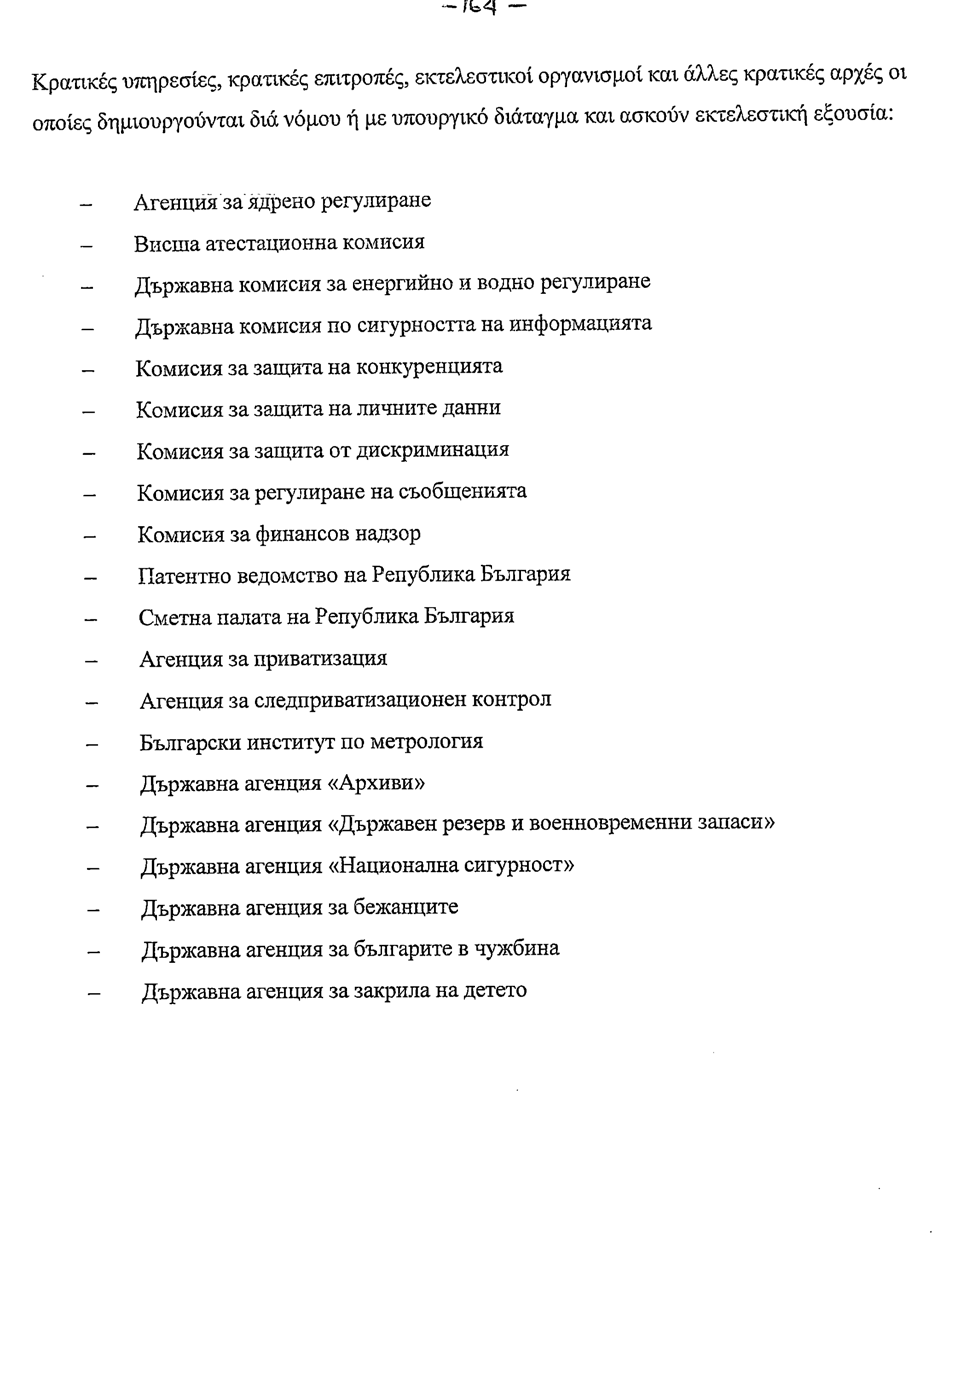 – 164 –
Κρατικές υπηρεσίες, κρατικές επιτροπές, εκτελεστικοί οργανισμοί και άλλες κρατικές αρχές οι
οποίες δημιουργούνται διά νόμου ή με υπουργικό διάταγμα και ασκούν εκτελεστική εξουσία:
– Агенция за ядрено регулиране
– Висша атестационна комисия
– Държавна комисия за енергийно и водно регулиране
– Държавна комисия по сигурността на информацията
– Комисия за защита на конкуренцията
– Комисия за защита на личните данни
– Комисия за защита от дискриминация
– Комисия за регулиране на съобщенията
– Комисия за финансов надзор
– Патентно ведомство на Република България
– Сметна палата на Република България
– Агенция за приватизация
– Агенция за следприватизационен контрол
– Български институт по метрология
– Държавна агенция «Архиви»
– Държавна агенция «Държавен резерв и военновременни запаси»
– Държавна агенция «Национална сигурност»
– Държавна агенция за бежанците
– Държавна агенция за българите в чужбина
– Държавна агенция за закрила на детето